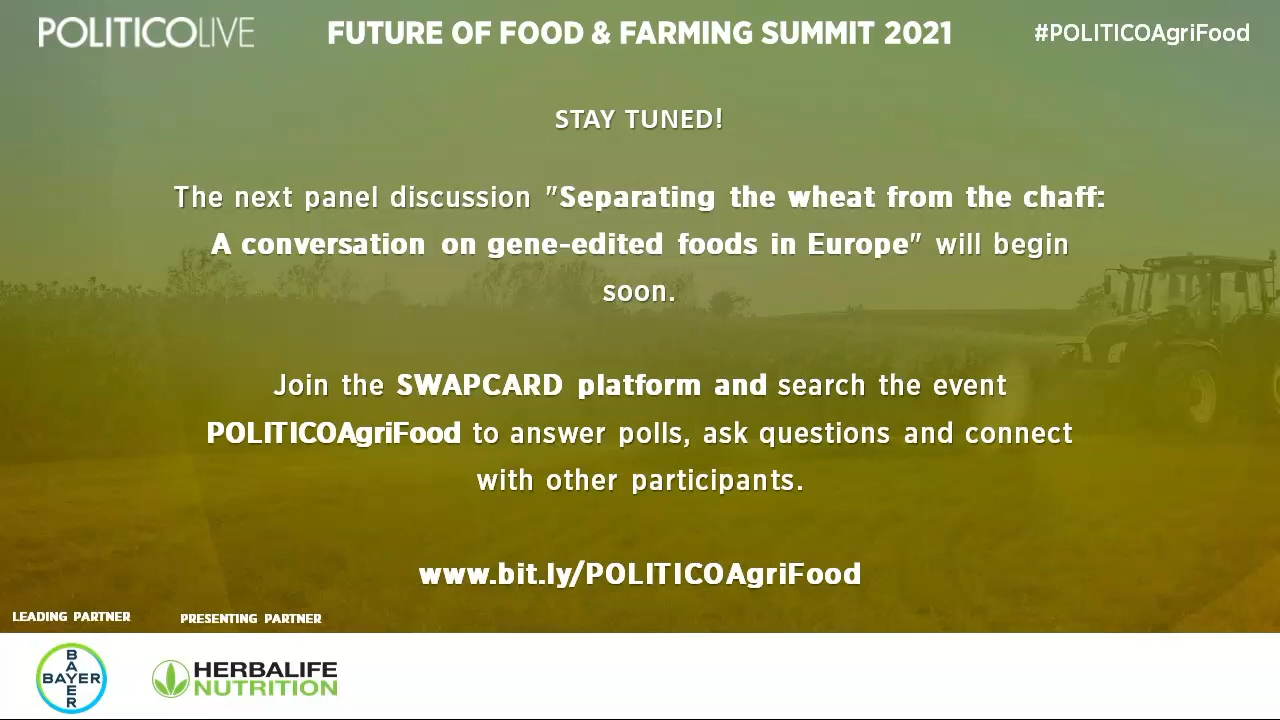 POLITICOLIVE
FUTURE OF FOOD & FARMING SUMMIT 2021
#POLITICOAgriFood
STAY TUNED!
The next panel discussion "Separating the wheat from the chaff:
A conversation on gene-edited foods in Europe" will begin
soon.
Join the SWAPCARD platform and search the event
POLITICOAgriFood to answer polls, ask questions and connect
with other participants.
www.bit.ly/POLITICOAgriFood
LEADING PARTNER
PRESENTING PARTNER
BAYER
BAYER
HERBALIFE
NUTRITION